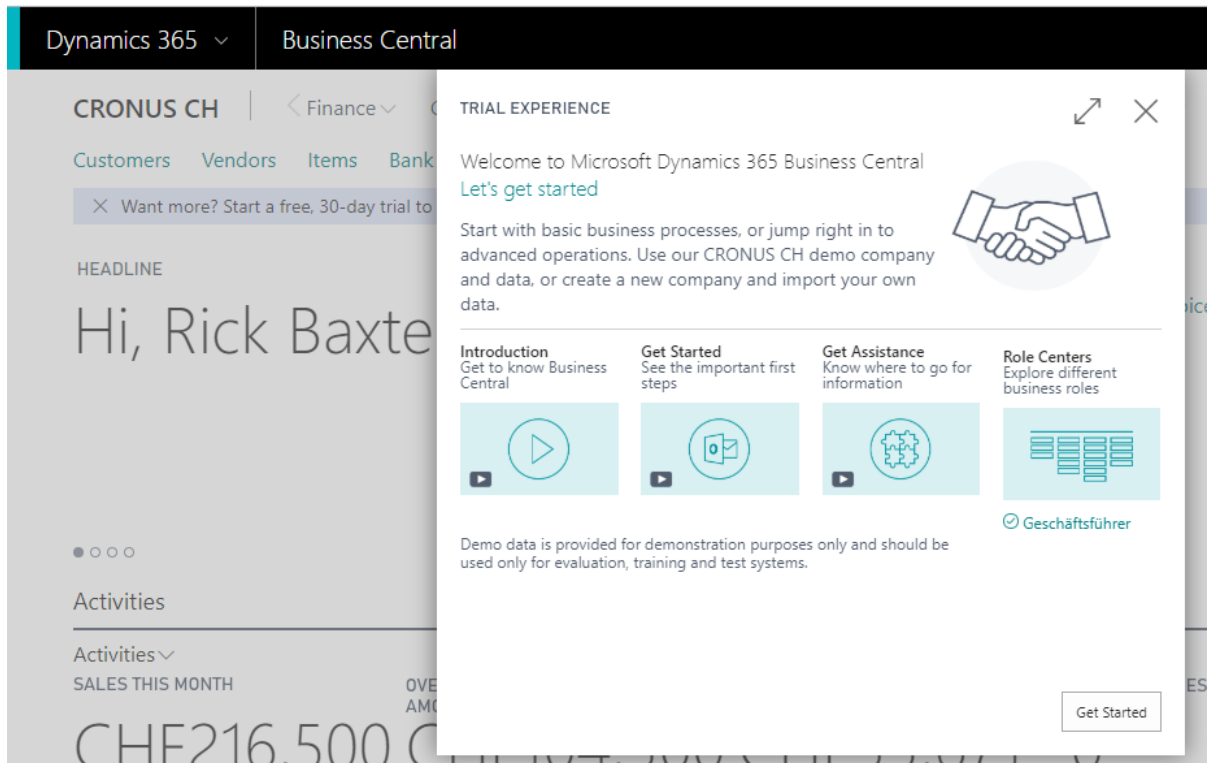 Dynamics 365
Business Central
CRONUS CH
Finance
Customers Vendors Items Bank
Want more? Start a free, 30-day trial to
HEADLINE
Hi, Rick Baxte
Activities
Activities
SALES THIS MONTH
CHF216,500
TRIAL EXPERIENCE
Welcome to Microsoft Dynamics 365 Business Central
Let's get started
Start with basic business processes, or jump right in to
advanced operations. Use our CRONUS CH demo company
and data, or create a new company and import your own
data.
Introduction
Get to know Business
Central
Get Started
See the important first
steps
Get Assistance
Know where to go for
information
Role Centers
Explore different
business roles
Geschäftsführer
Demo data is provided for demonstration purposes only and should be
used only for evaluation, training and test systems.
Get Started